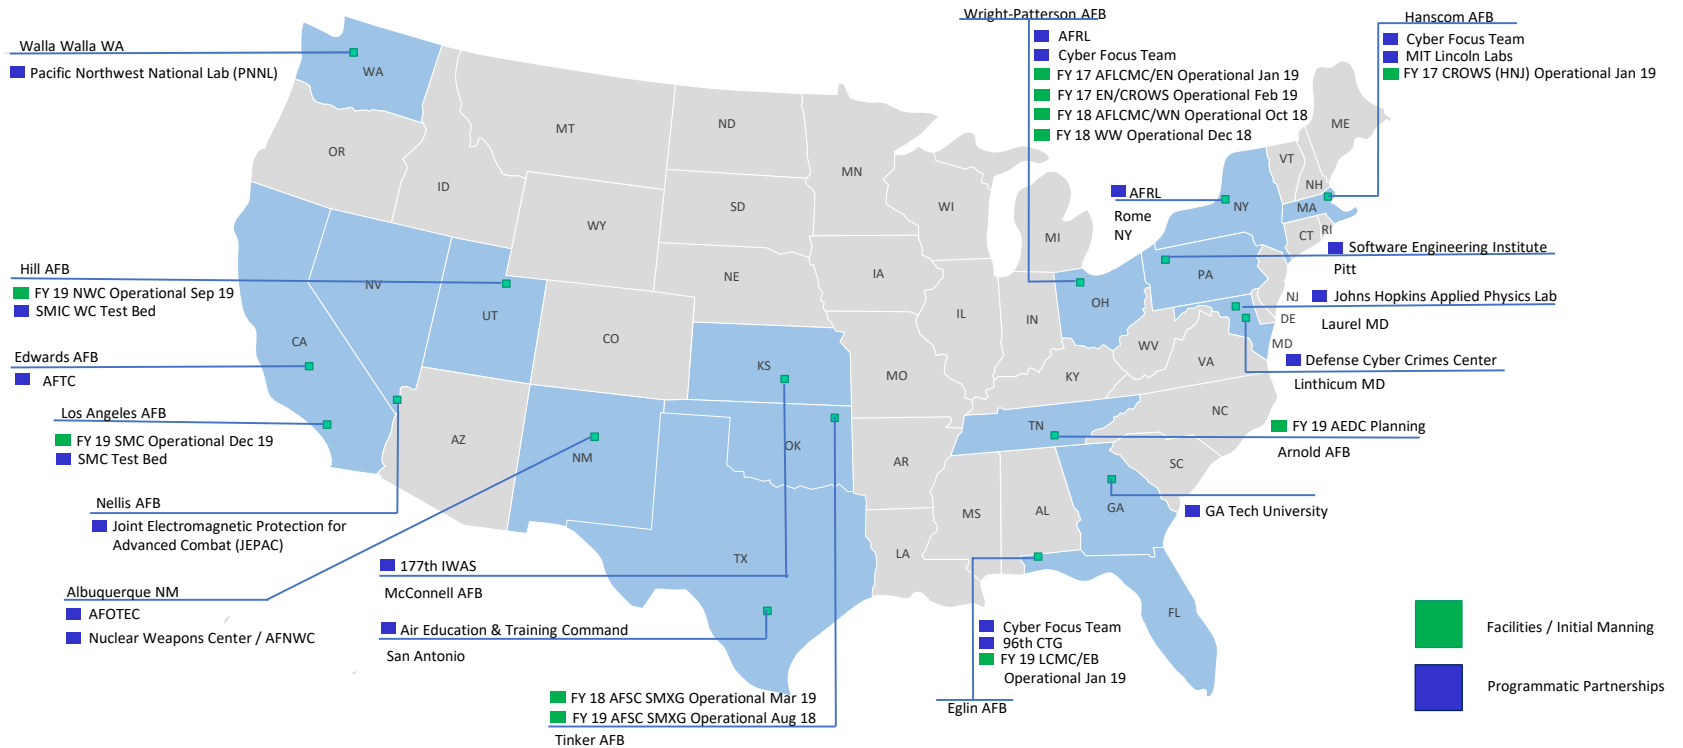 Walla Walla WA
Pacific Northwest National Lab (PNNL)
Hill AFB
FY 19 NWC Operational Sep 19
SMIC WC Test Bed
Edwards AFB
AFTC
Los Angeles AFB
FY 19 SMC Operational Dec 19
SMC Test Bed
Nellis AFB
Joint Electromagnetic Protection for
Advanced Combat (JEPAC)
Albuquerque NM
AFOTEC
Nuclear Weapons Center / AFNWC
177th IWAS
McConnell AFB
Air Education & Training Command
San Antonio
FY 18 AFSC SMXG Operational Mar 19
FY 19 AFSC SMXG Operational Aug 18
Tinker AFB
Wright-Patterson AFB
AFRL
Cyber Focus Team
FY 17 AFLCMC/EN Operational Jan 19
FY 17 EN/CROWS Operational Feb 19
FY 18 AFLCMC/WN Operational Oct 18
FY 18 WW Operational Dec 18
Hanscom AFB
Cyber Focus Team
MIT Lincoln Labs
FY 17 CROWS (HNJ) Operational Jan 19
AFRL
Rome
NY
Software Engineering Institute
Pitt
Johns Hopkins Applied Physics Lab
Laurel MD
Defense Cyber Crimes Center
Linthicum MD
FY 19 AEDC Planning
Arnold AFB
GA Tech University
Cyber Focus Team
96th CTG
FY 19 LCMC/EB
Operational Jan 19
Eglin AFB
Facilities / Initial Manning
Programmatic Partnerships
WA
OR
ID
MT
ND
MN
SD
WY
NE
IA
WI
MI
NV
UT
CA
CO
AZ
NM
KS
OK
TX
MO
AR
LA
MS
AL
TN
KY
IL
IN
OH
WV
VA
NC
SC
GA
FL
PA
NY
VT
NH
ME
MA
CT
RI
NJ
DE
MD